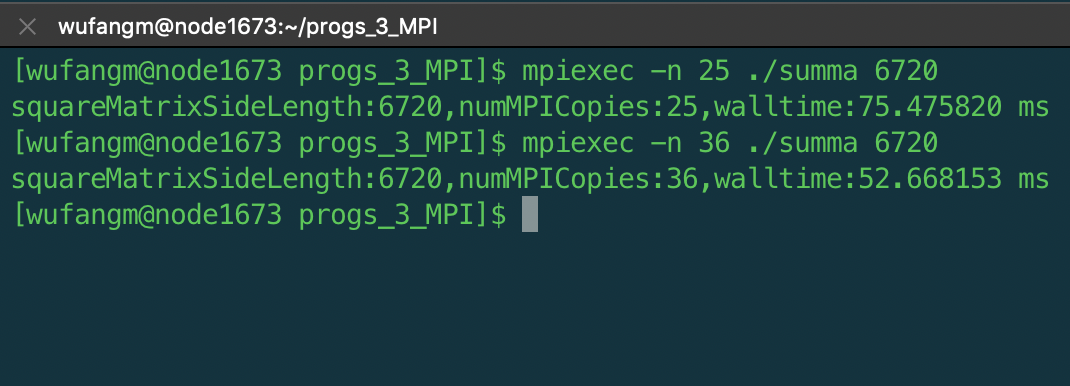 wufangm@node1673:~/progs_3_MPI
[wufangm@node1673 progs_3_MPI]$ mpiexec -n 25 ./summa 6720
squareMatrixSideLength:6720,numMPICopies:25,walltime:75.475820 ms
[wufangm@node1673 progs_3_MPI]$ mpiexec -n 36 ./summa 6720
squareMatrixSideLength:6720,numMPICopies:36,walltime:52.668153 ms
[wufangm@node1673 progs_3_MPI]$